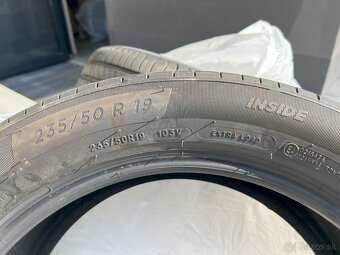 235/50 R 19
INSIDE
235/50R19 103V EXTRA LOAD
bazos.sk